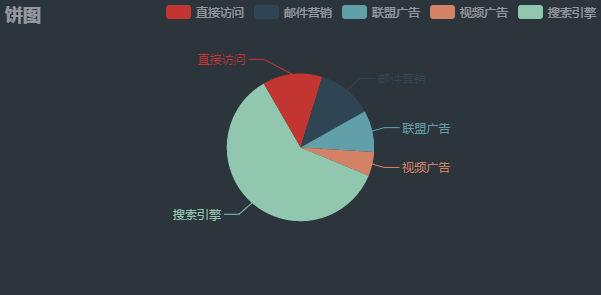 饼图
直接访问 邮件营销 联盟广告 视频广告 搜索引擎
直接访问
邮件营销
联盟广告
视频广告
搜索引擎